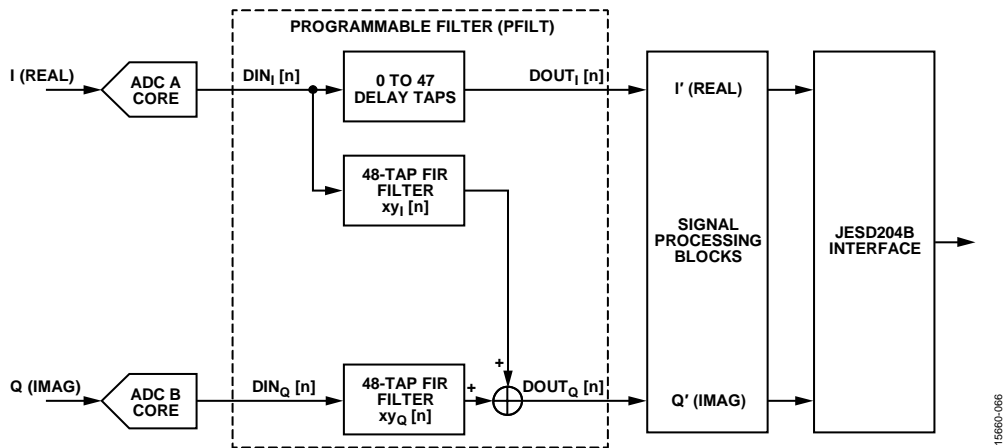 PROGRAMMABLE FILTER (PFILT)
I (REAL)
ADC A
CORE
DINI [n]
0 TO 47
DELAY TAPS
DOUTI [n]
I′ (REAL)
48-TAP FIR
FILTER
xyI [n]
SIGNAL
PROCESSING
BLOCKS
JESD204B
INTERFACE
+
Q (IMAG)
ADC B
CORE
DINQ [n]
48-TAP FIR
FILTER
xyQ [n]
+
DOUTQ [n]
Q′ (IMAG)
15660-066